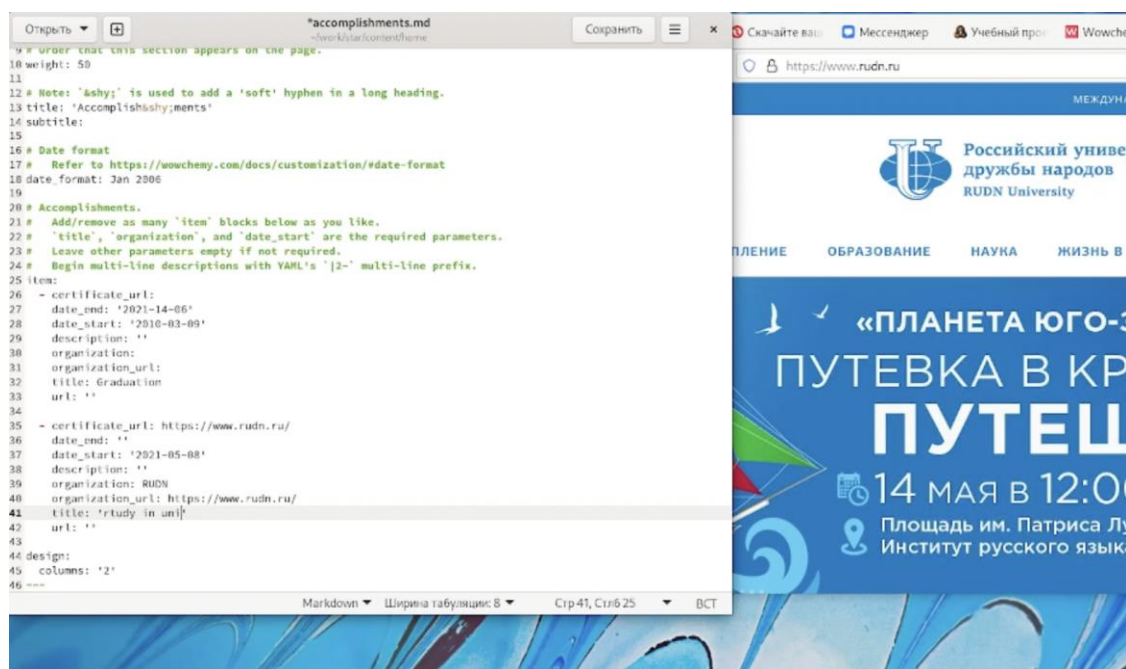 Открыть
*accomplishments.md
~/work/star/content/home
Сохранить
9 # Order that this section appears on the page.
10 weight: 50
11
12 # Note: `&shy;` is used to add a 'soft' hyphen in a long heading.
13 title: 'Accomplish&shy;ments'
14 subtitle:
15
16 # Date format
17 #   Refer to https://wowchemy.com/docs/customization/#date-format
18 date_format: Jan 2006
19
20 # Accomplishments.
21 #   Add/remove as many `item` blocks below as you like.
22 #   `title`, `organization`, and `date_start` are the required parameters.
23 #   Leave other parameters empty if not required.
24 #   Begin multi-line descriptions with YAML's `|2-` multi-line prefix.
25 item:
26   - certificate_url:
27     date_end: '2021-14-06'
28     date_start: '2010-03-09'
29     description: ''
30     organization:
31     organization_url:
32     title: Graduation
33     url: ''
34
35   - certificate_url: https://www.rudn.ru/
36     date_end: ''
37     date_start: '2021-05-08'
38     description: ''
39     organization: RUDN
40     organization_url: https://www.rudn.ru/
41     title: 'rtudy in uni'
42     url: ''
43
44 design:
45   columns: '2'
46 ---
Markdown
Ширина табуляции: 8
Стр 41, Стлб 25
ВСТ
Скачайте ваш
Мессенджер
Учебный про
Wowche
https://www.rudn.ru
МЕЖДУНА
Российский униве
дружбы народов
RUDN University
ПЛЕНИЕ
ОБРАЗОВАНИЕ
НАУКА
ЖИЗНЬ В
«ПЛАНЕТА ЮГО-З
ПУТЕВКА В КР
ПУТЕШ
14 МАЯ В 12:00
Площадь им. Патриса Лу
Институт русского языка